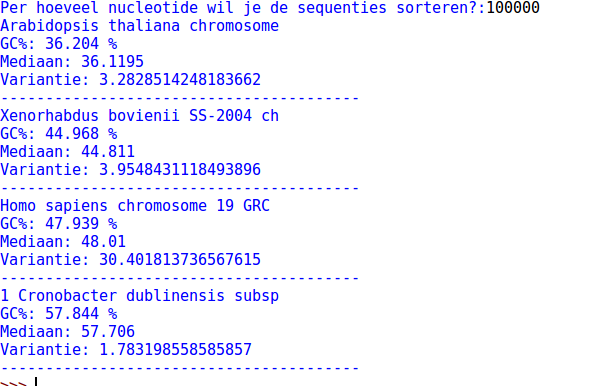 Per hoeveel nucleotide wil je de sequenties sorteren?:100000
Arabidopsis thaliana chromosome
GC%: 36.204 %
Mediaan: 36.1195
Variantie: 3.2828514248183662
----------------------------------------
Xenorhabdus bovienii SS-2004 ch
GC%: 44.968 %
Mediaan: 44.811
Variantie: 3.9548431118493896
----------------------------------------
Homo sapiens chromosome 19 GRC
GC%: 47.939 %
Mediaan: 48.01
Variantie: 30.401813736567615
----------------------------------------
1 Cronobacter dublinensis subsp
GC%: 57.844 %
Mediaan: 57.706
Variantie: 1.783198558585857
----------------------------------------
>>>